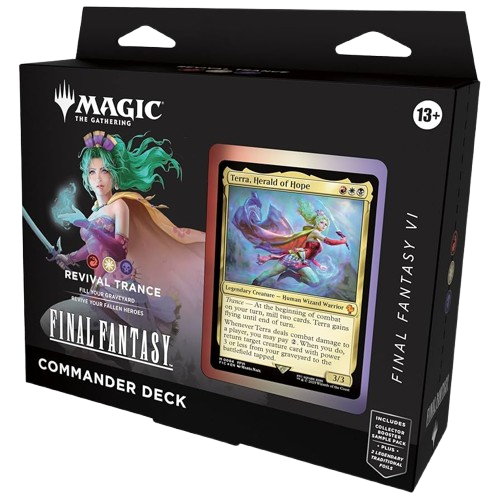 MAGIC
THE GATHERING
13+
Terra, Herald of Hope
REVIVAL TRANCE
FILL YOUR GRAVEYARD
REVIVE YOUR FALLEN HEROES
FINAL FANTASY
COMMANDER DECK
Legendary Creature — Human Wizard Warrior
Trance — At the beginning of combat
on your turn, mill two cards. Terra gains
flying until end of turn.
Whenever Terra deals combat damage to
a player, you may pay 2. When you do,
return target creature card with power
3 or less from your graveyard to the
battlefield tapped.
3/3
FINAL FANTASY VI
INCLUDES
COLLECTOR
BOOSTER
SAMPLE PACK
+ PLUS +
2 LEGENDARY
TRADITIONAL
FOILS